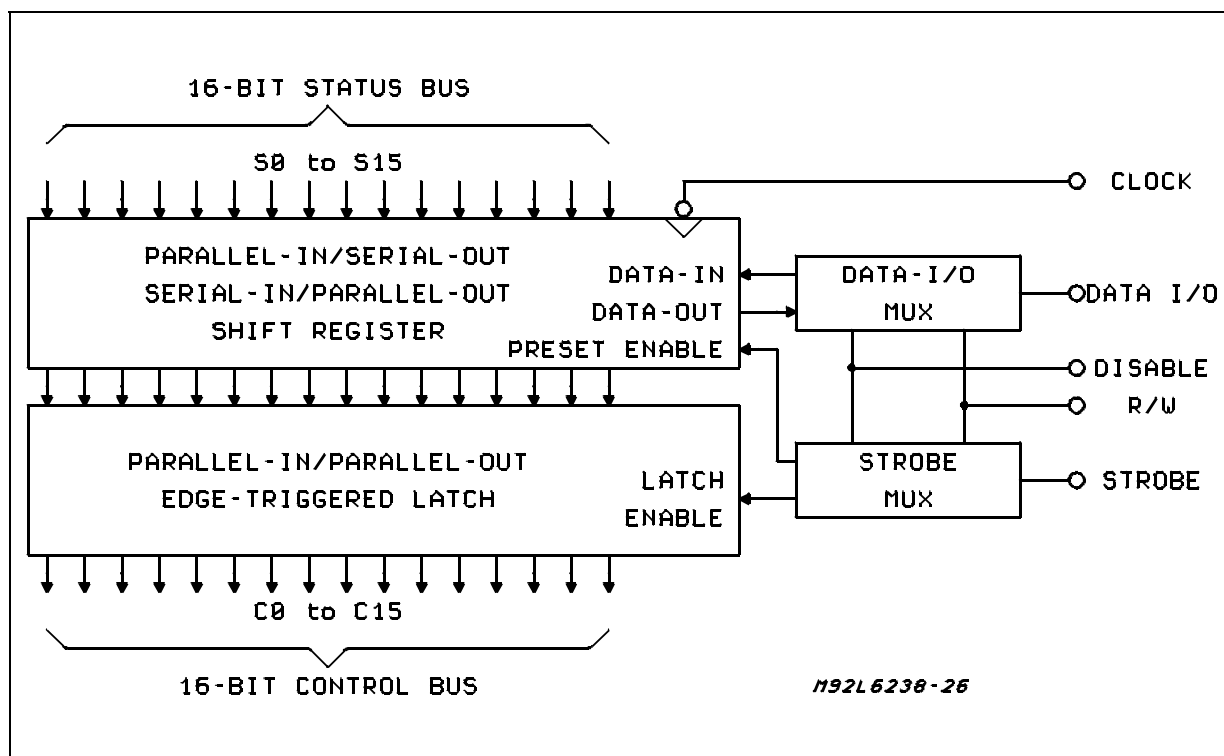 16-BIT STATUS BUS
S0 to S15
CLOCK
PARALLEL-IN/SERIAL-OUT
SERIAL-IN/PARALLEL-OUT
SHIFT REGISTER
DATA-IN
DATA-OUT
PRESET ENABLE
DATA-I/O
MUX
DATA I/O
DISABLE
R/W
PARALLEL-IN/PARALLEL-OUT
EDGE-TRIGGERED LATCH
LATCH
ENABLE
STROBE
MUX
STROBE
C0 to C15
16-BIT CONTROL BUS
M92L6238-26